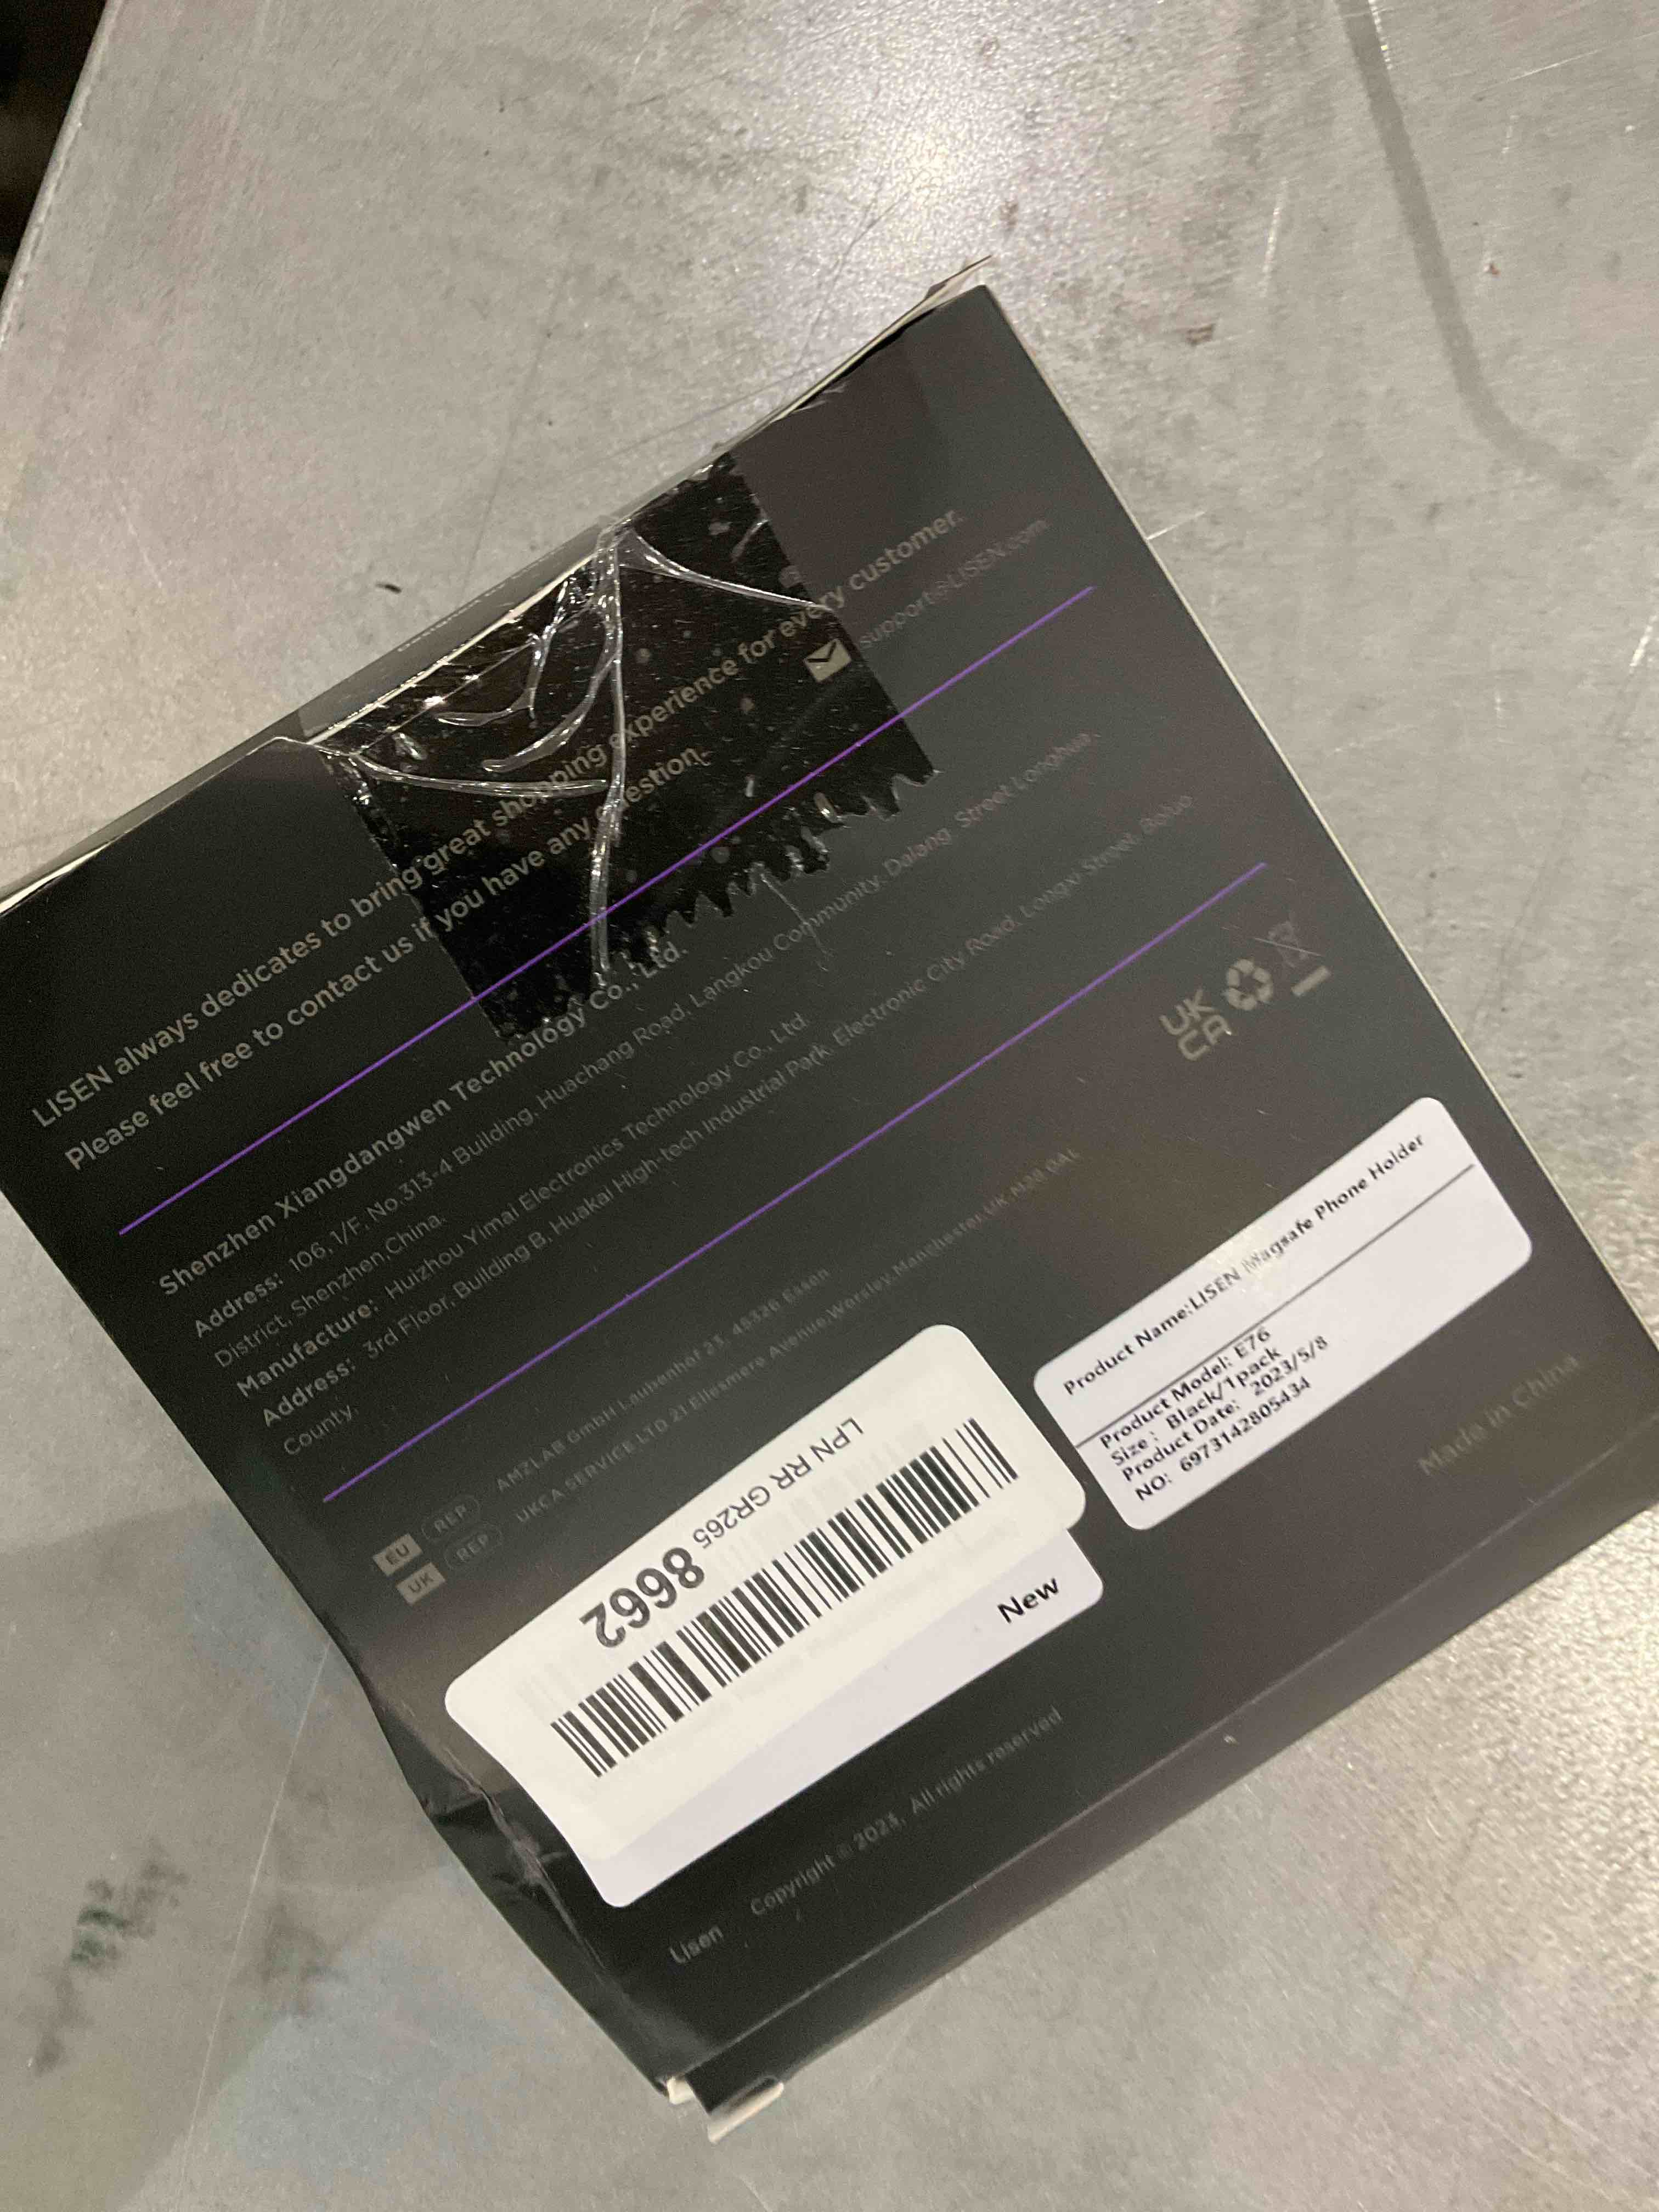 LISEN always dedicates to bring great shopping experience for every customer.
Please feel free to contact us if you have any question.
support@LISEN.com
Shenzhen Xiangdangwen Technology Co., Ltd.
Address: 106, 1/F, No.313-4 Building, Huachang Road, Langkou Community, Dalang Street Longhua,
District, Shenzhen,China.
Manufacture: Huizhou Yimai Electronics Technology Co., Ltd.
Address: 3rd Floor, Building B, Huakai High-tech Industrial Park, Electronic City Road, Longxi Street, Boluo
County.
UK
CA
EU REP AMZLAB GmbH Laubenhof 23, 45326 Essen
UK REP UKCA SERVICE LTD 21 Ellesmere Avenue,Worsley,Manchester,UK,M28 0AL
Product Name:LISEN Magsafe Phone Holder
Product Model: E76
Size : Black/1pack
Product Date: 2023/5/8
NO: 6973142805434
LPN RR GR265 8662
New
Made in China
Lisen Copyright © 2023, All rights reserved